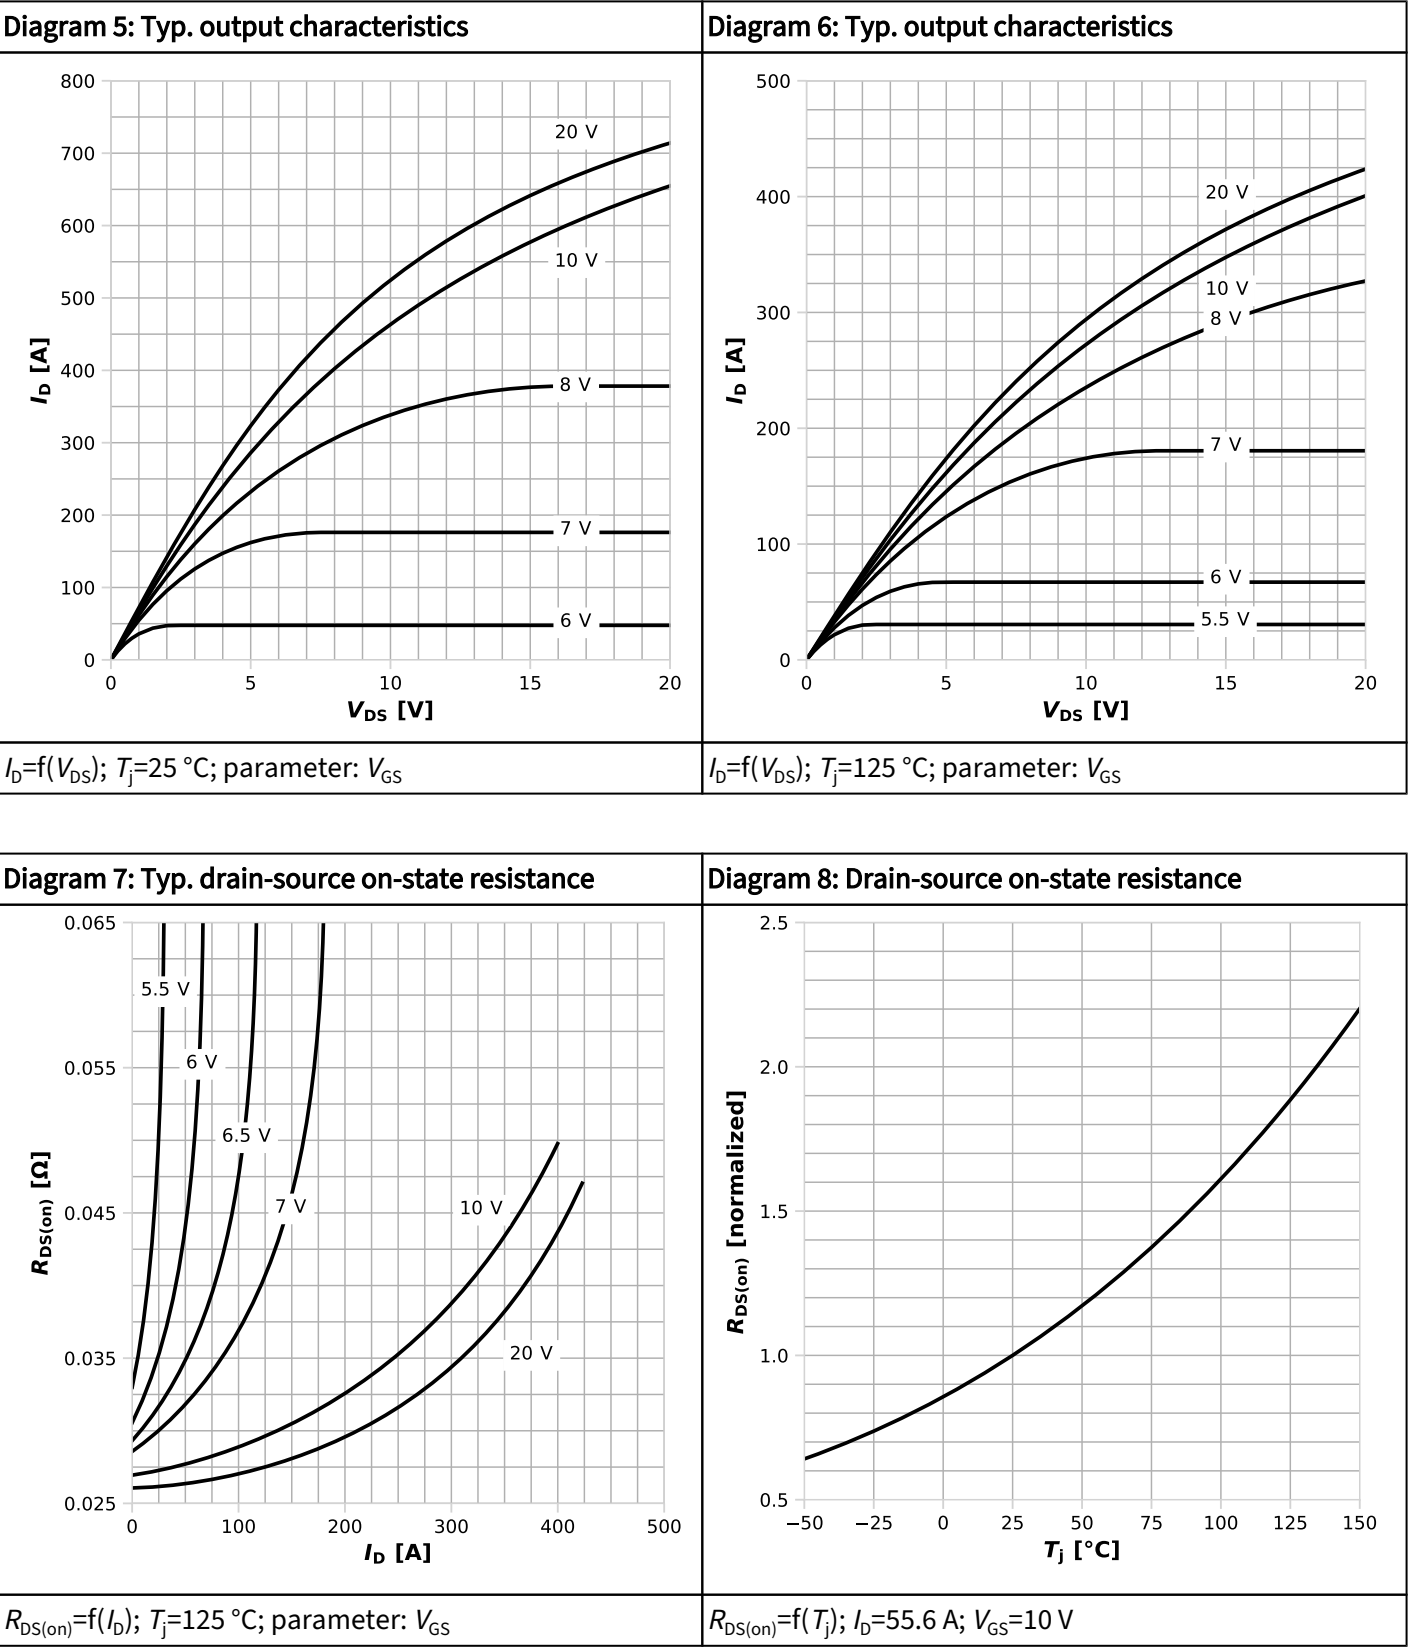 Diagram 5: Typ. output characteristics
800
700
600
500
400
300
200
100
0
I_D [A]
20 V
10 V
8 V
7 V
6 V
0 5 10 15 20
V_DS [V]
I_D=f(V_DS); T_j=25 °C; parameter: V_GS
Diagram 6: Typ. output characteristics
500
400
300
200
100
0
I_D [A]
20 V
10 V
8 V
7 V
6 V
5.5 V
0 5 10 15 20
V_DS [V]
I_D=f(V_DS); T_j=125 °C; parameter: V_GS
Diagram 7: Typ. drain-source on-state resistance
0.065
0.055
0.045
0.035
0.025
R_DS(on) [Ω]
5.5 V
6 V
6.5 V
7 V
10 V
20 V
0 100 200 300 400 500
I_D [A]
R_DS(on)=f(I_D); T_j=125 °C; parameter: V_GS
Diagram 8: Drain-source on-state resistance
2.5
2.0
1.5
1.0
0.5
R_DS(on) [normalized]
−50 −25 0 25 50 75 100 125 150
T_j [°C]
R_DS(on)=f(T_j); I_D=55.6 A; V_GS=10 V